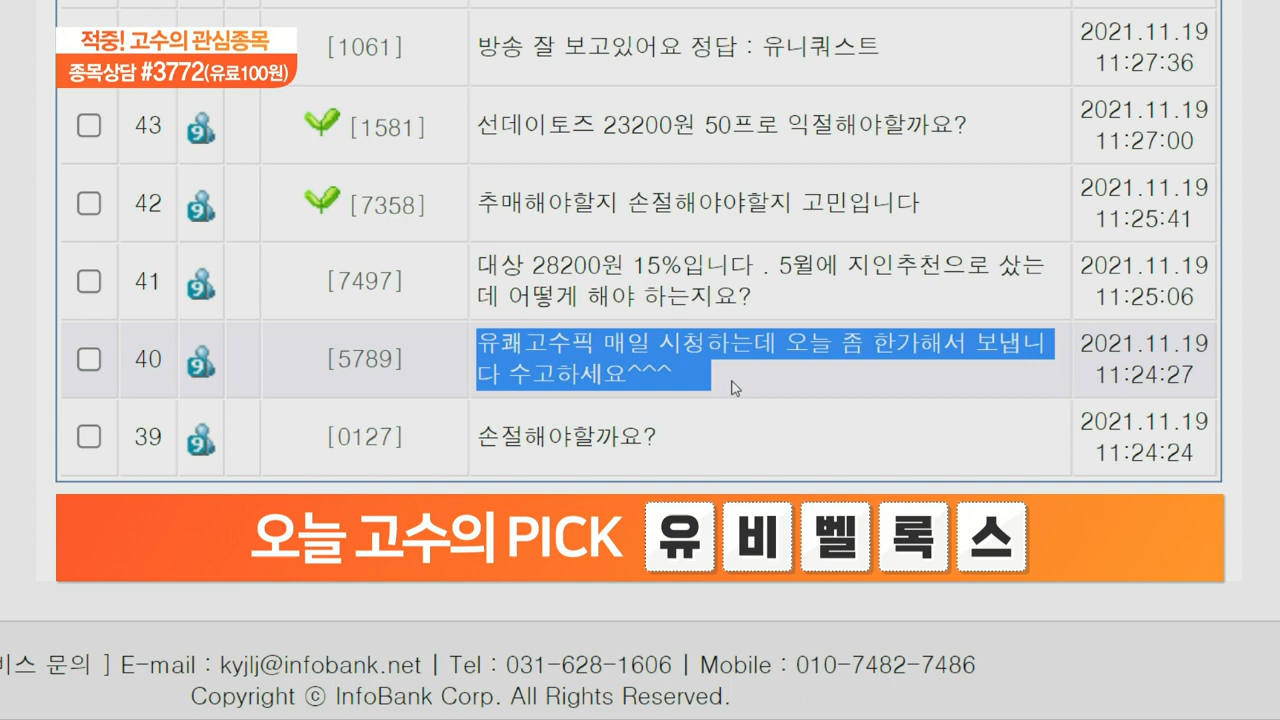 적중! 고수의 관심종목
종목상담 #3772(유료100원)
[1061]
방송 잘 보고있어요 정답 : 유니퀘스트
2021.11.19
11:27:36
43
9
[1581]
선데이토즈 23200원 50프로 익절해야할까요?
2021.11.19
11:27:00
42
9
[7358]
추매해야할지 손절해야야할지 고민입니다
2021.11.19
11:25:41
41
9
[7497]
대상 28200원 15%입니다 . 5월에 지인추천으로 샀는
데 어떻게 해야 하는지요?
2021.11.19
11:25:06
40
9
[5789]
유쾌고수픽 매일 시청하는데 오늘 좀 한가해서 보냅니
다 수고하세요^^^
2021.11.19
11:24:27
39
9
[0127]
손절해야할까요?
2021.11.19
11:24:24
오늘 고수의 PICK 유비벨록스
비스 문의 ] E-mail : kyjlj@infobank.net | Tel : 031-628-1606 | Mobile : 010-7482-7486
Copyright ⓒ InfoBank Corp. All Rights Reserved.